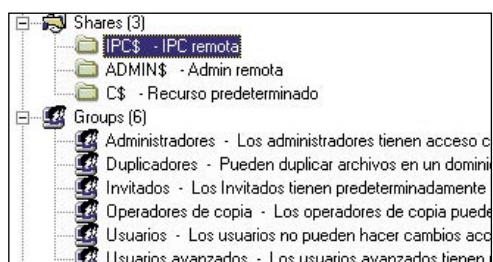 Shares (3)
IPC$ - IPC remota
ADMIN$ - Admin remota
C$ - Recurso predeterminado
Groups (6)
Administradores - Los administradores tienen acceso c
Duplicadores - Pueden duplicar archivos en un domini
Invitados - Los Invitados tienen predeterminadamente
Operadores de copia - Los operadores de copia puede
Usuarios - Los usuarios no pueden hacer cambios acc
Usuarios avanzados - Los usuarios avanzados tienen